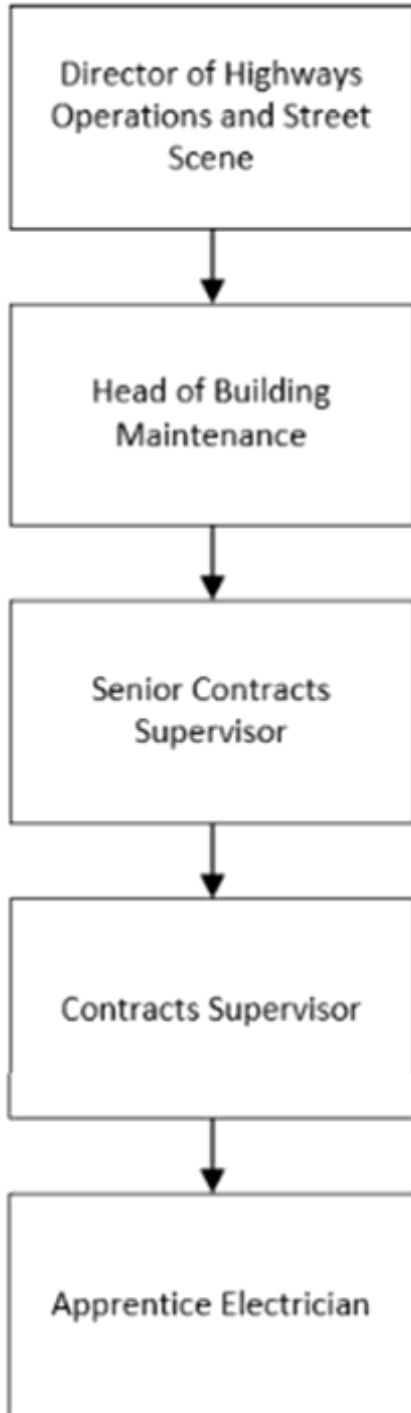 Director of Highways
Operations and Street
Scene
Head of Building
Maintenance
Senior Contracts
Supervisor
Contracts Supervisor
Apprentice Electrician